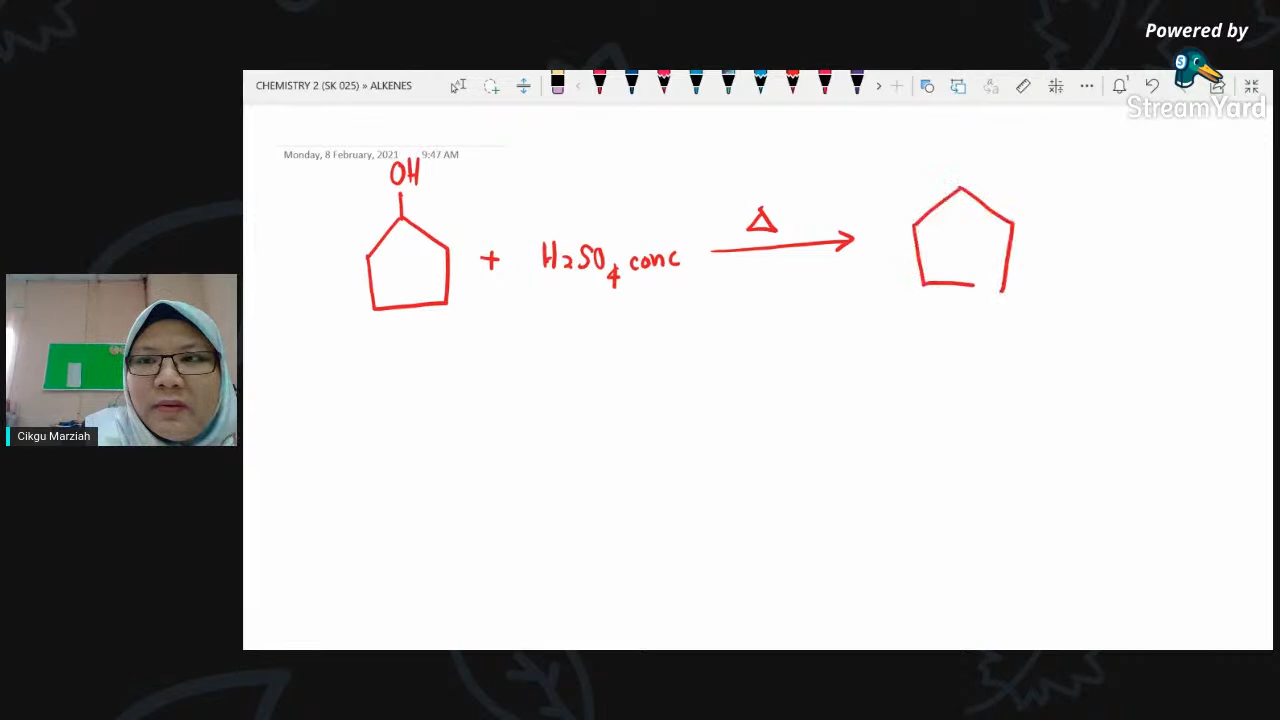 Powered by
S
StreamYard
CHEMISTRY 2 (SK 025) » ALKENES
1
Monday, 8 February, 2021 9:47 AM
OH
+ H₂SO₄ conc Δ
Cikgu Marziah